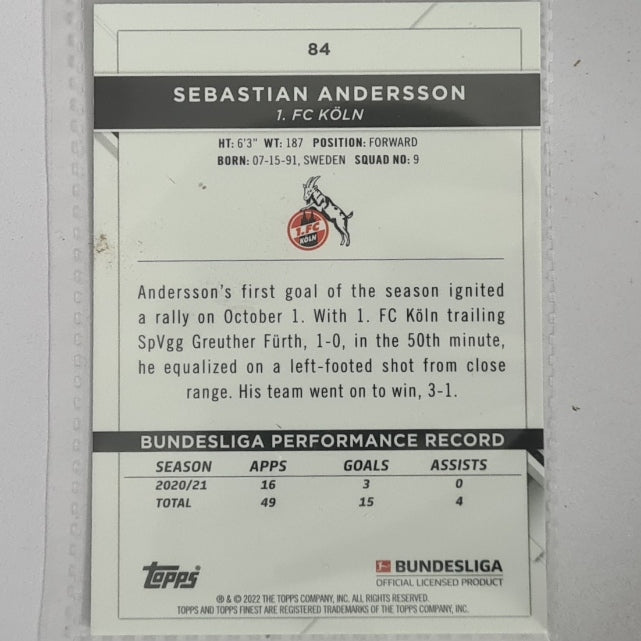 84
SEBASTIAN ANDERSSON
1. FC KÖLN
HT: 6'3" WT: 187 POSITION: FORWARD
BORN: 07-15-91, SWEDEN SQUAD NO: 9
1.FC
KÖLN
Andersson's first goal of the season ignited
a rally on October 1. With 1. FC Köln trailing
SpVgg Greuther Fürth, 1-0, in the 50th minute,
he equalized on a left-footed shot from close
range. His team went on to win, 3-1.
BUNDESLIGA PERFORMANCE RECORD
SEASON APPS GOALS ASSISTS
2020/21 16 3 0
TOTAL 49 15 4
Topps
BUNDESLIGA
OFFICIAL LICENSED PRODUCT
® & © 2022 THE TOPPS COMPANY, INC. ALL RIGHTS RESERVED.
TOPPS AND TOPPS FINEST ARE REGISTERED TRADEMARKS OF THE TOPPS COMPANY, INC.